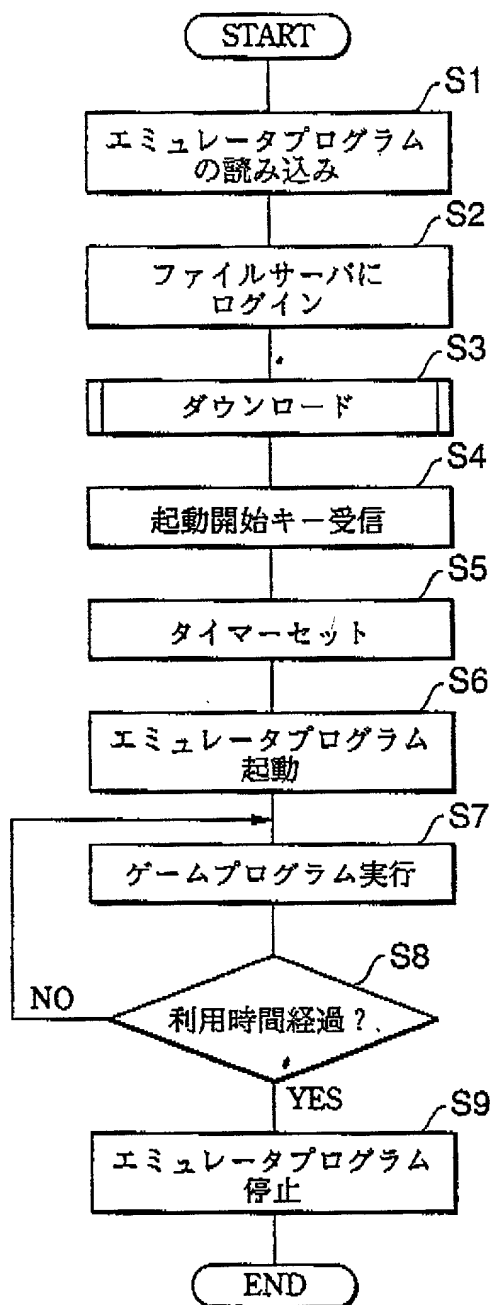 START
S1
エミュレータプログラム
の読み込み
S2
ファイルサーバに
ログイン
S3
ダウンロード
S4
起動開始キー受信
S5
タイマーセット
S6
エミュレータプログラム
起動
S7
ゲームプログラム実行
S8
利用時間経過?
NO
YES
S9
エミュレータプログラム
停止
END